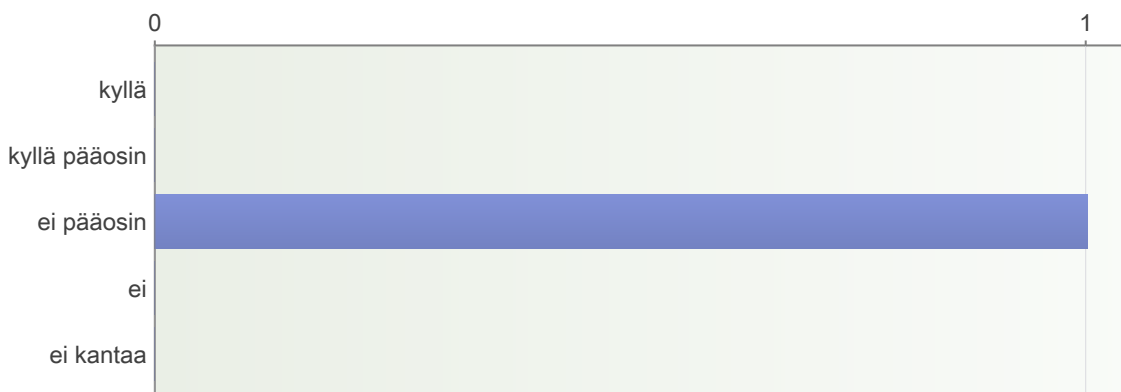 0 1
kyllä
kyllä pääosin
ei pääosin
ei
ei kantaa